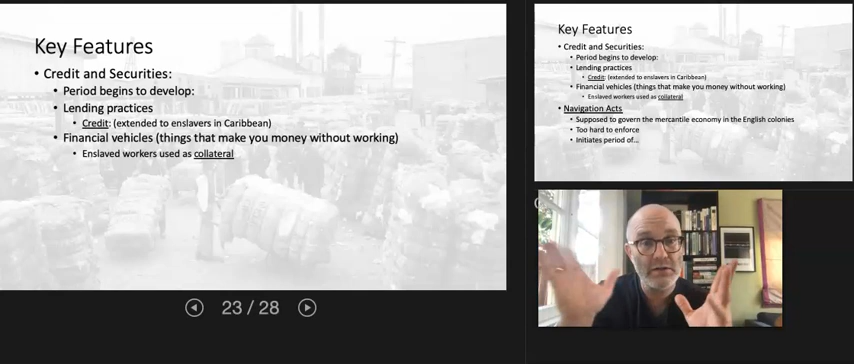 Key Features
• Credit and Securities:
• Period begins to develop:
• Lending practices
• Credit: (extended to enslavers in Caribbean)
• Financial vehicles (things that make you money without working)
• Enslaved workers used as collateral
23 / 28
Key Features
• Credit and Securities:
• Period begins to develop:
• Lending practices
• Credit: (extended to enslavers in Caribbean)
• Financial vehicles (things that make you money without working)
• Enslaved workers used as collateral
• Navigation Acts
• Supposed to govern the mercantile economy in the English colonies
• Too hard to enforce
• Initiates period of...